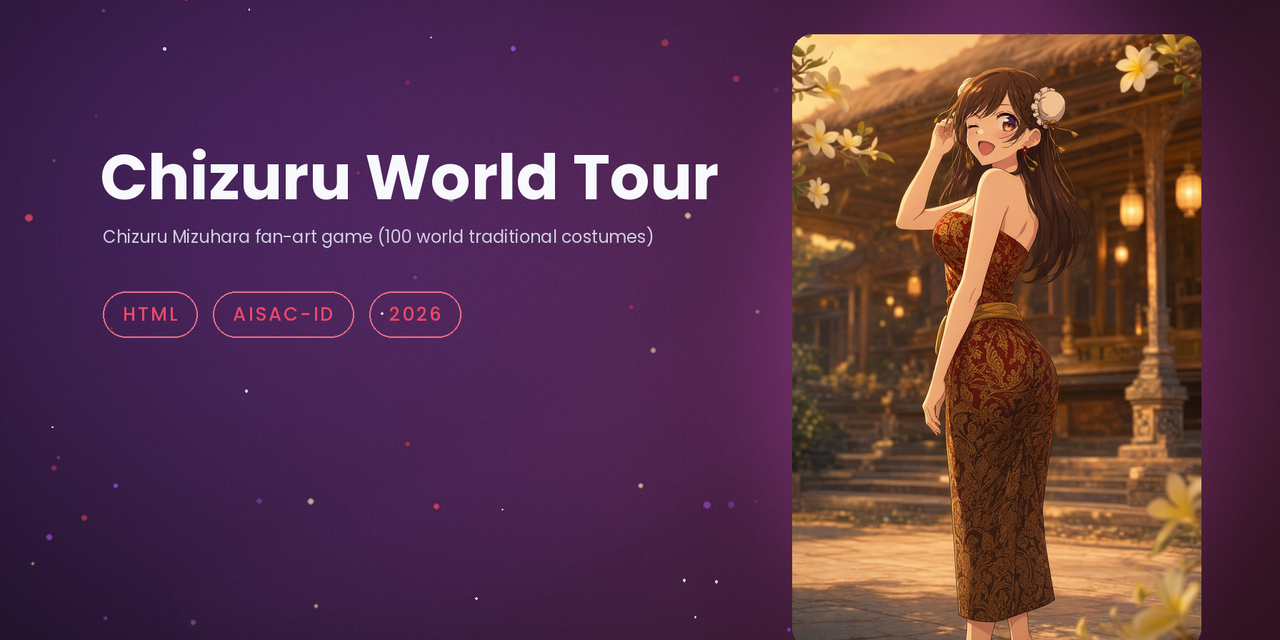 Chizuru World Tour
Chizuru Mizuhara fan-art game (100 world traditional costumes)
HTML AISAC-ID 2026